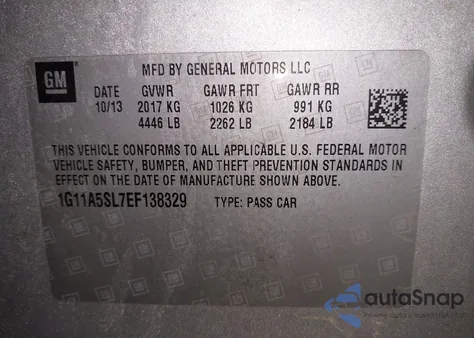 GM
MFD BY GENERAL MOTORS LLC
DATE GVWR GAWR FRT GAWR RR
10/13 2017 KG 1026 KG 991 KG
4446 LB 2262 LB 2184 LB
THIS VEHICLE CONFORMS TO ALL APPLICABLE U.S. FEDERAL MOTOR
VEHICLE SAFETY, BUMPER, AND THEFT PREVENTION STANDARDS IN
EFFECT ON THE DATE OF MANUFACTURE SHOWN ABOVE.
1G11A5SL7EF138329 TYPE: PASS CAR
autaSnap